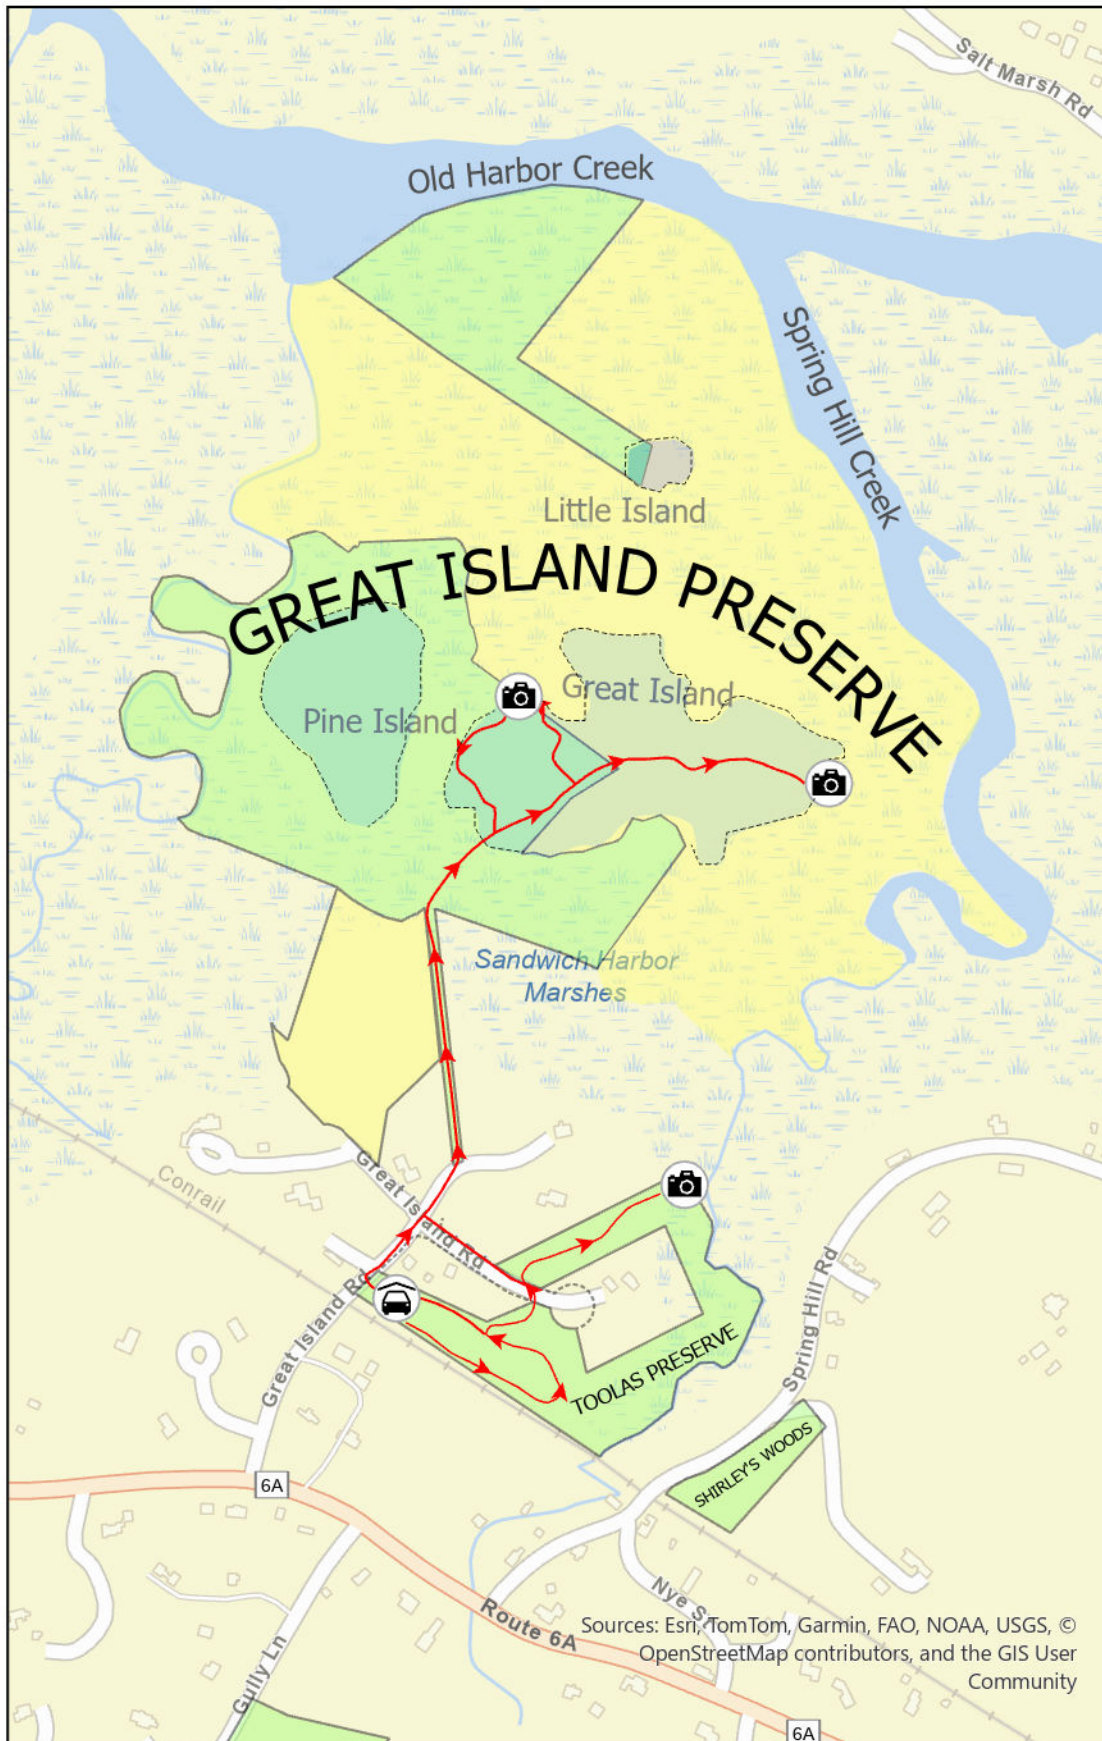 Salt Marsh Rd
Old Harbor Creek
Spring Hill Creek
Little Island
GREAT ISLAND PRESERVE
Great Island
Pine Island
Sandwich Harbor
Marshes
Great Island Rd
Conrail
Great Island Rd
Spring Hill Rd
TOOLAS PRESERVE
SHIRLEY'S WOODS
6A
Nye S
Route 6A
Gully Ln
Sources: Esri, TomTom, Garmin, FAO, NOAA, USGS, ©
OpenStreetMap contributors, and the GIS User
Community
6A